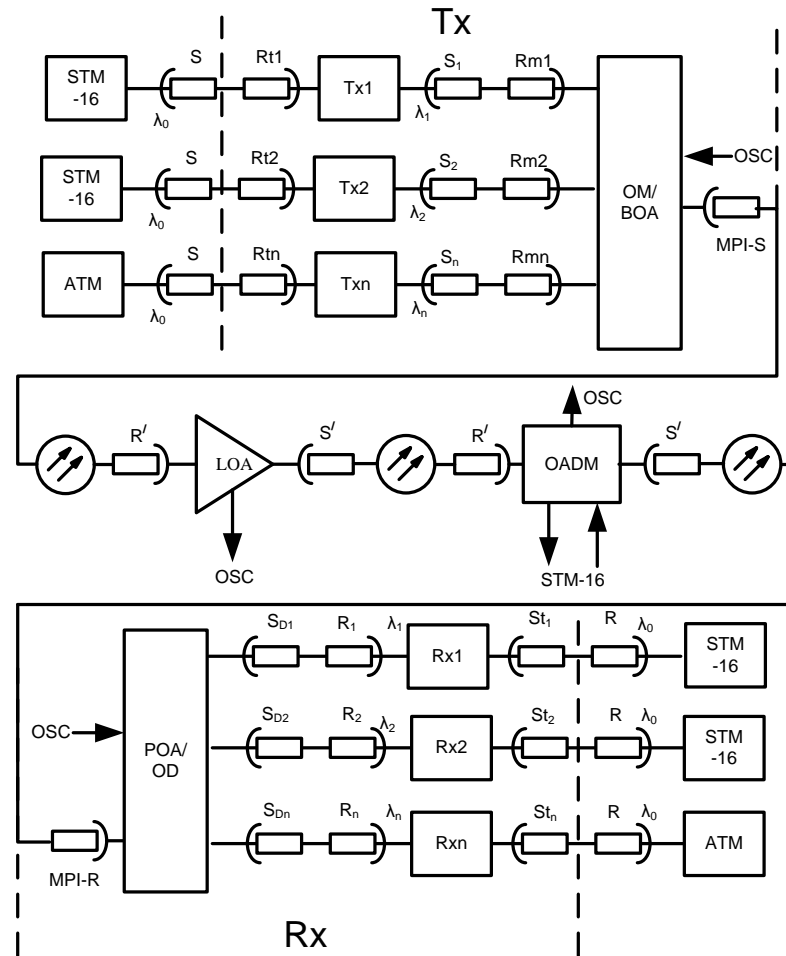 Tx
STM
-16
S
Rt1
Tx1
S₁
Rm1
λ₀
λ₁
STM
-16
S
Rt2
Tx2
S₂
Rm2
λ₀
λ₂
ATM
S
Rtn
Txn
Sₙ
Rmn
λ₀
λₙ
OM/
BOA
OSC
MPI-S
R′
LOA
S′
R′
OADM
S′
OSC
OSC
STM-16
S_D1
R₁
λ₁
Rx1
St₁
R
λ₀
STM
-16
OSC
POA/
OD
S_D2
R₂
λ₂
Rx2
St₂
R
λ₀
STM
-16
S_Dn
Rₙ
λₙ
Rxn
Stₙ
R
λ₀
ATM
MPI-R
Rx